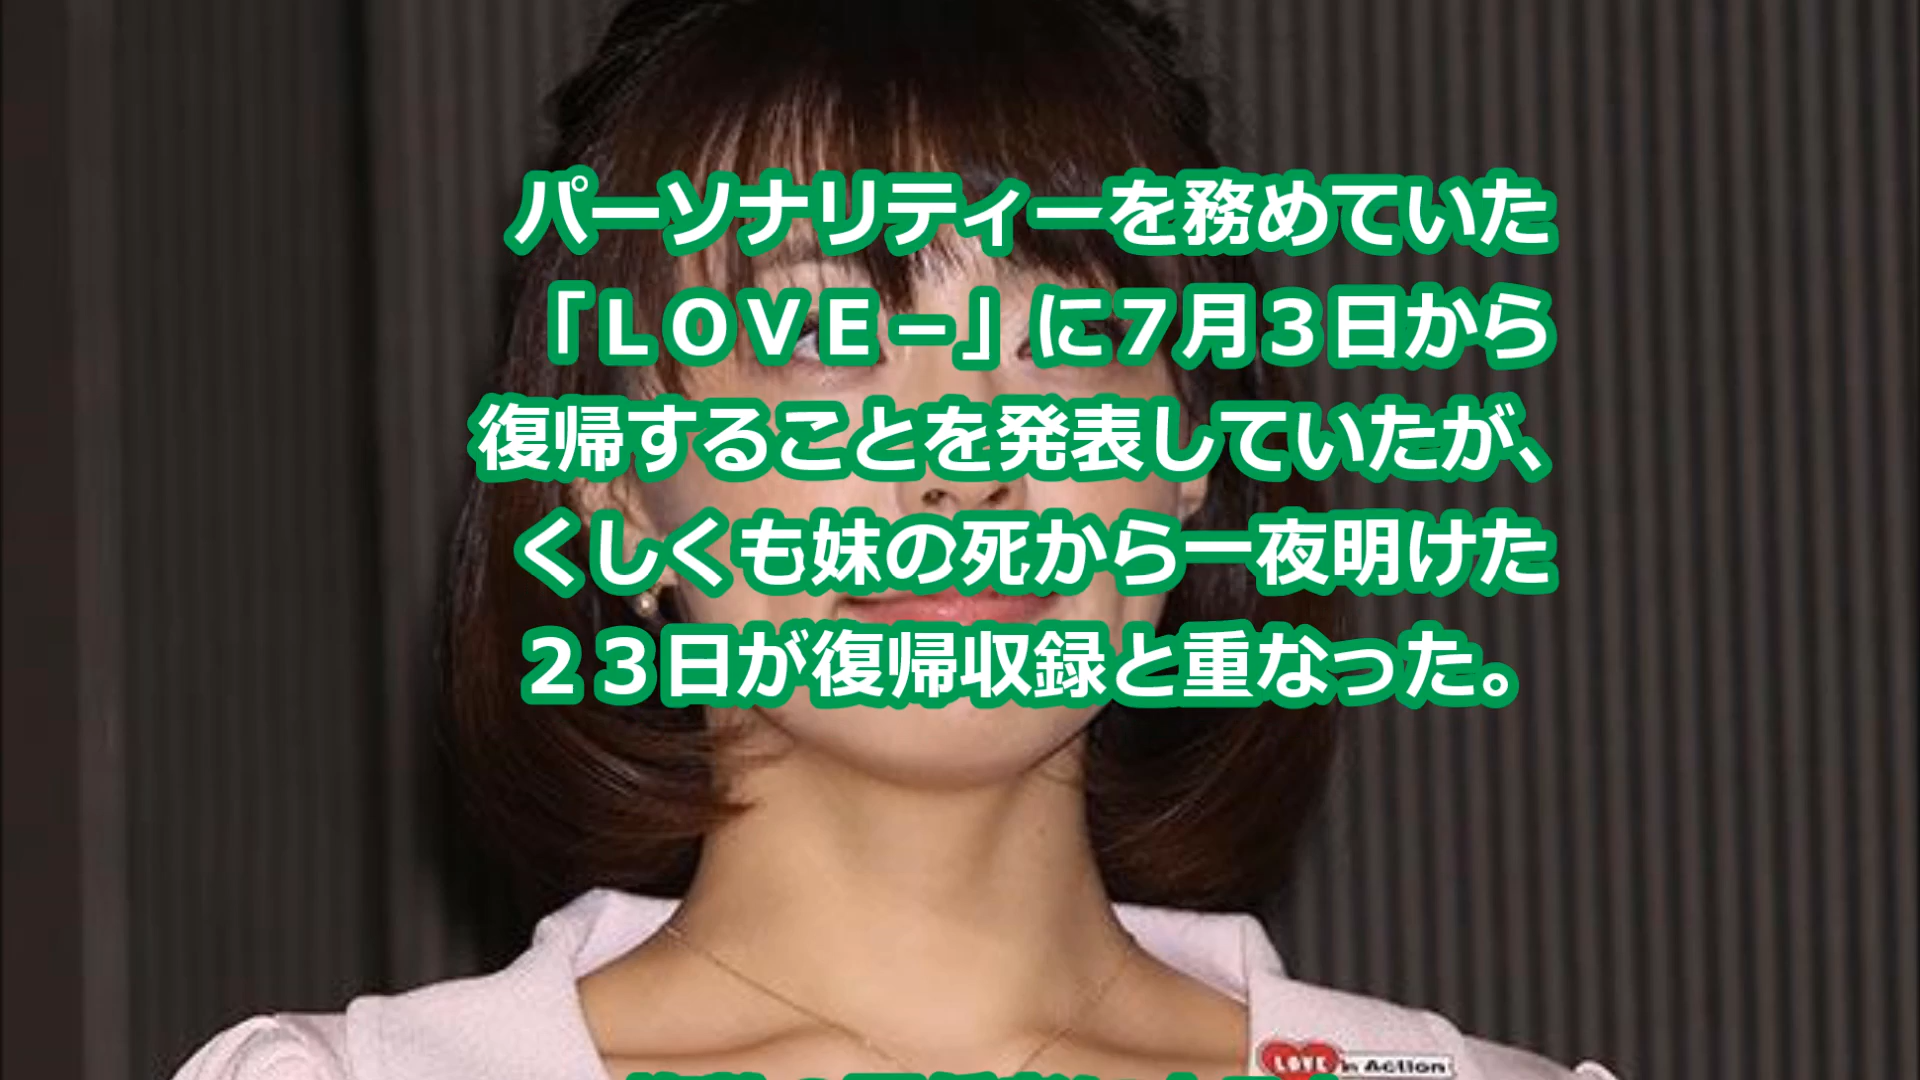 パーソナリティーを務めていた
「ＬＯＶＥ−」に７月３日から
復帰することを発表していたが、
くしくも妹の死から一夜明けた
２３日が復帰収録と重なった。
LOVE in Action